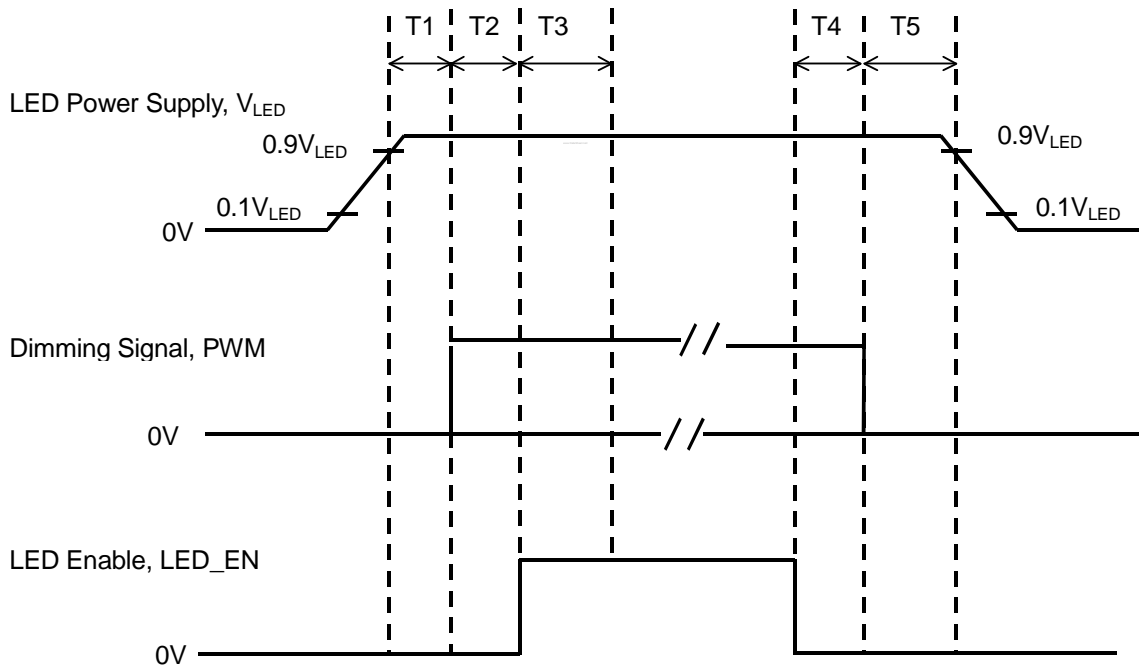 T1 T2 T3 T4 T5
LED Power Supply, VLED
0.9VLED 0.9VLED
0.1VLED 0.1VLED
0V
Dimming Signal, PWM
0V
LED Enable, LED_EN
0V